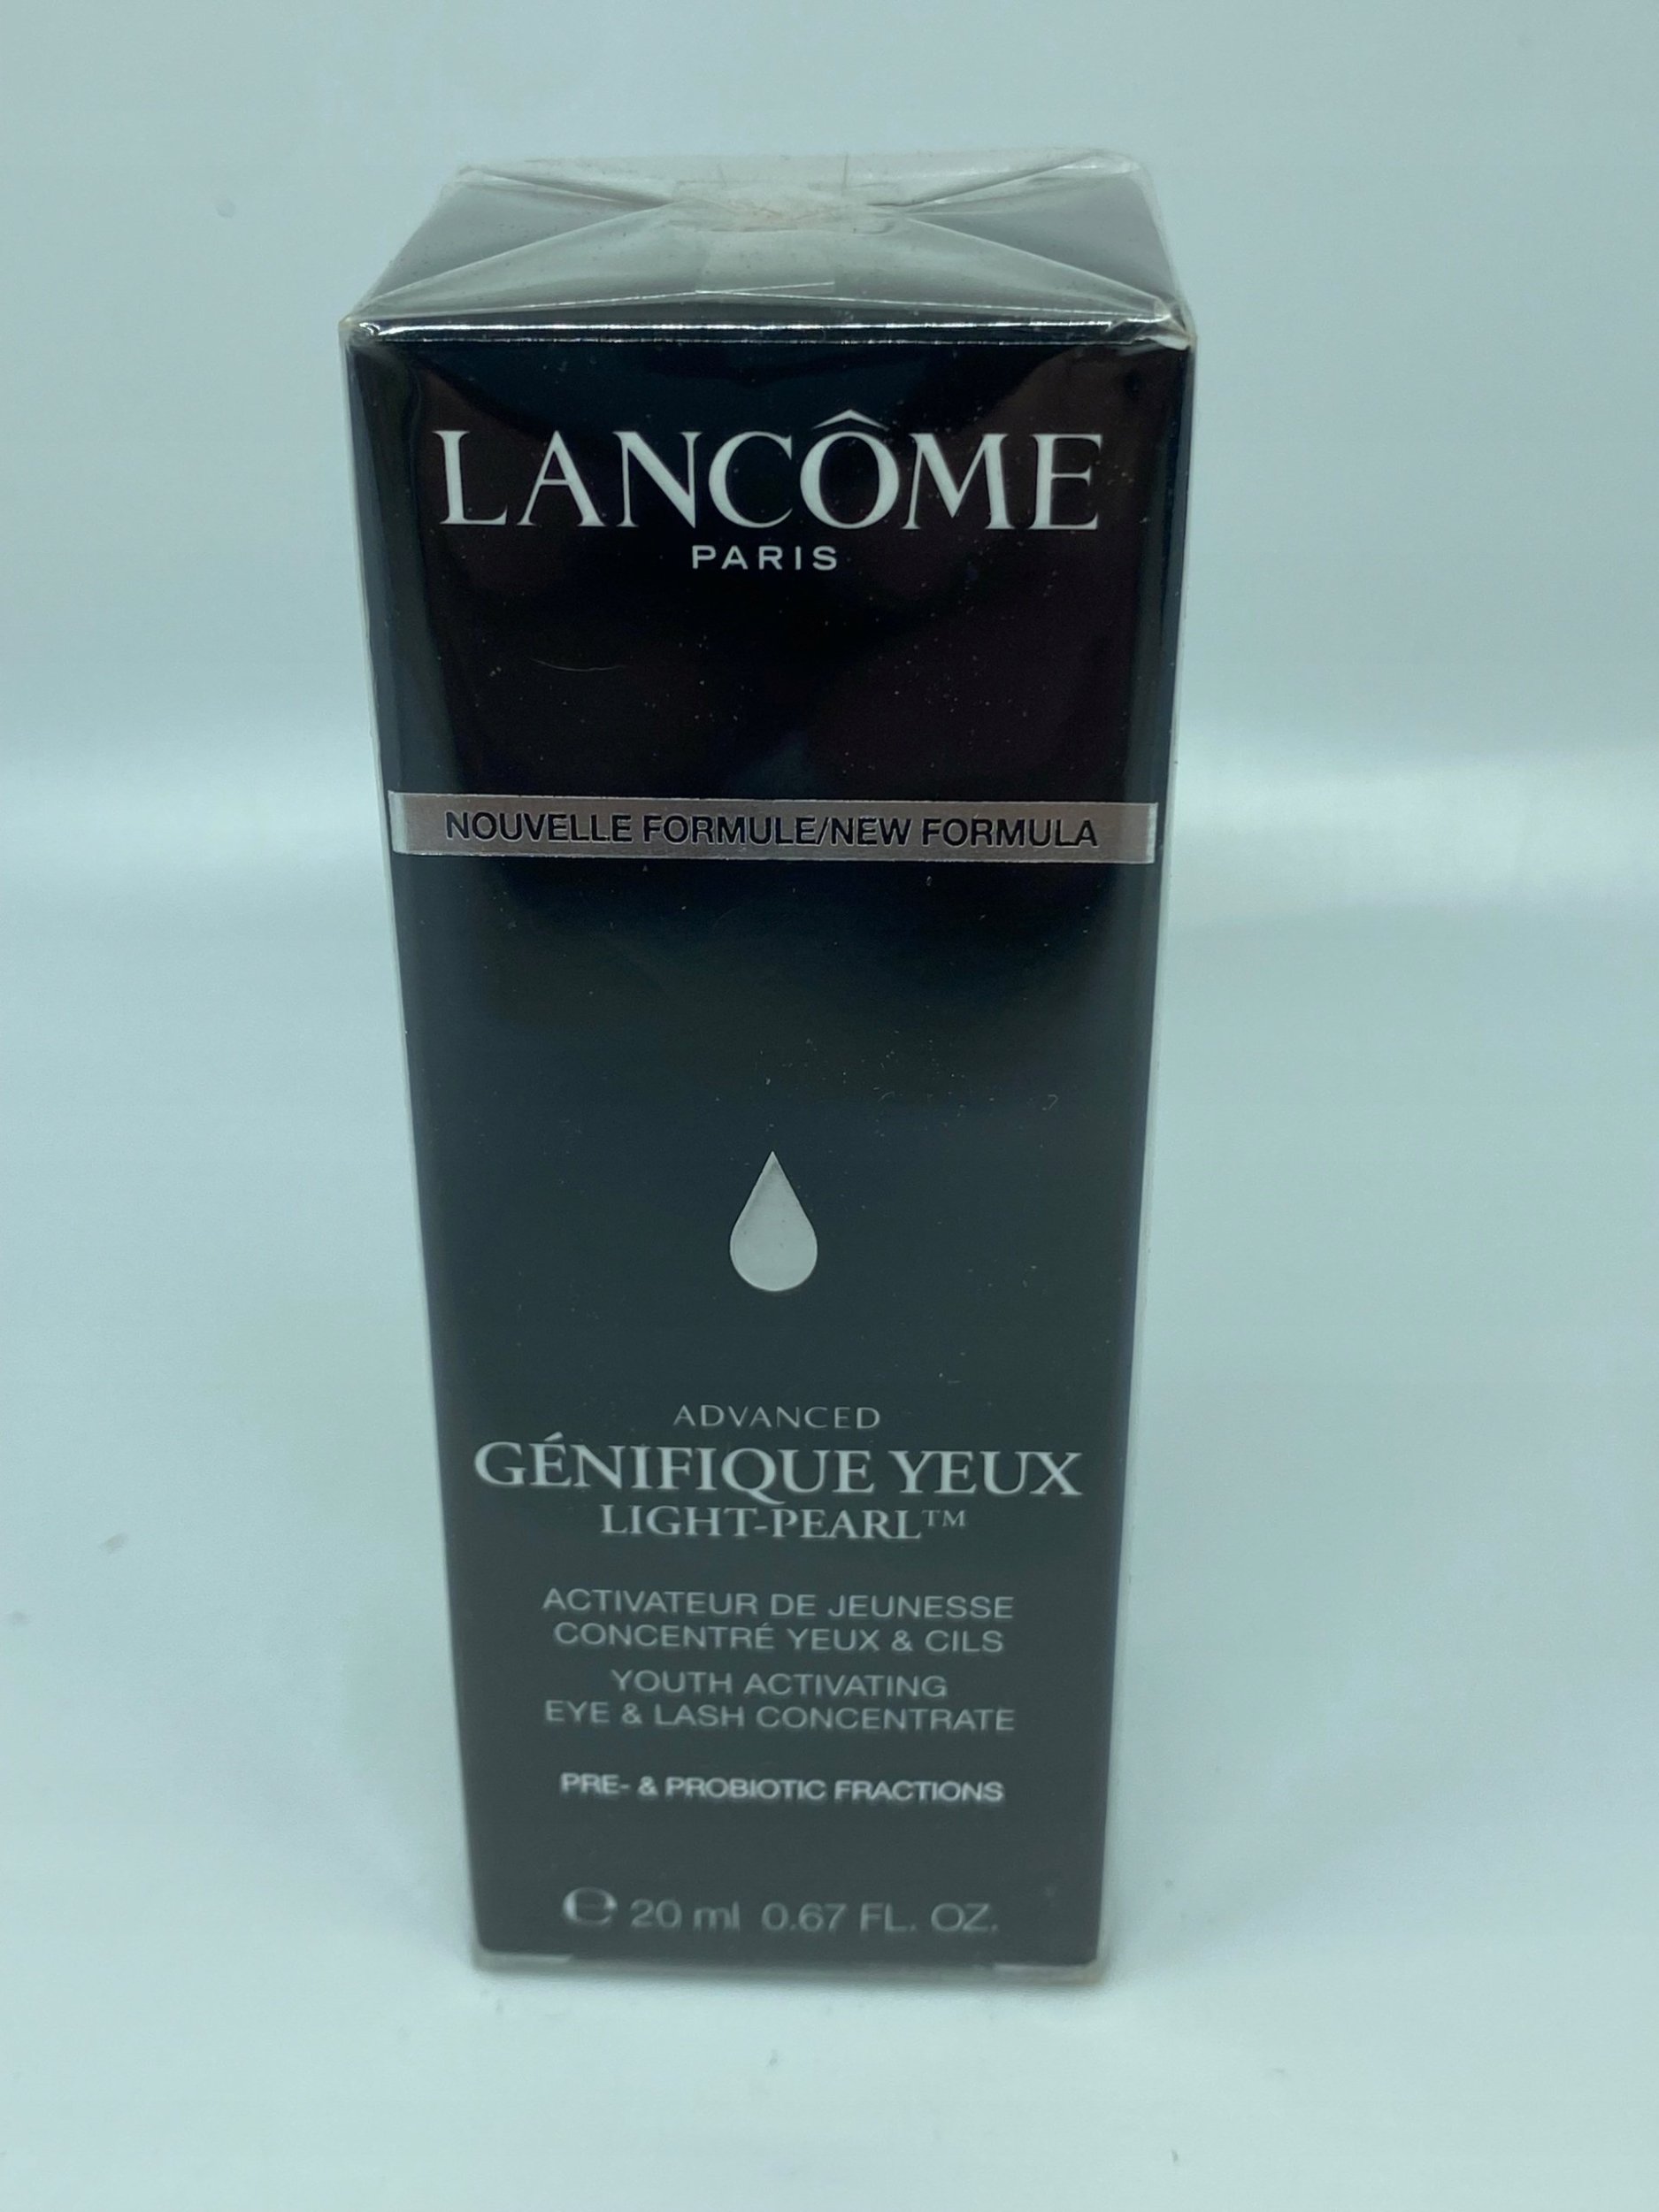 LANCÔME
PARIS
NOUVELLE FORMULE/NEW FORMULA
ADVANCED
GÉNIFIQUE YEUX
LIGHT-PEARL™
ACTIVATEUR DE JEUNESSE
CONCENTRÉ YEUX & CILS
YOUTH ACTIVATING
EYE & LASH CONCENTRATE
PRE- & PROBIOTIC FRACTIONS
℮ 20 ml 0.67 FL. OZ.